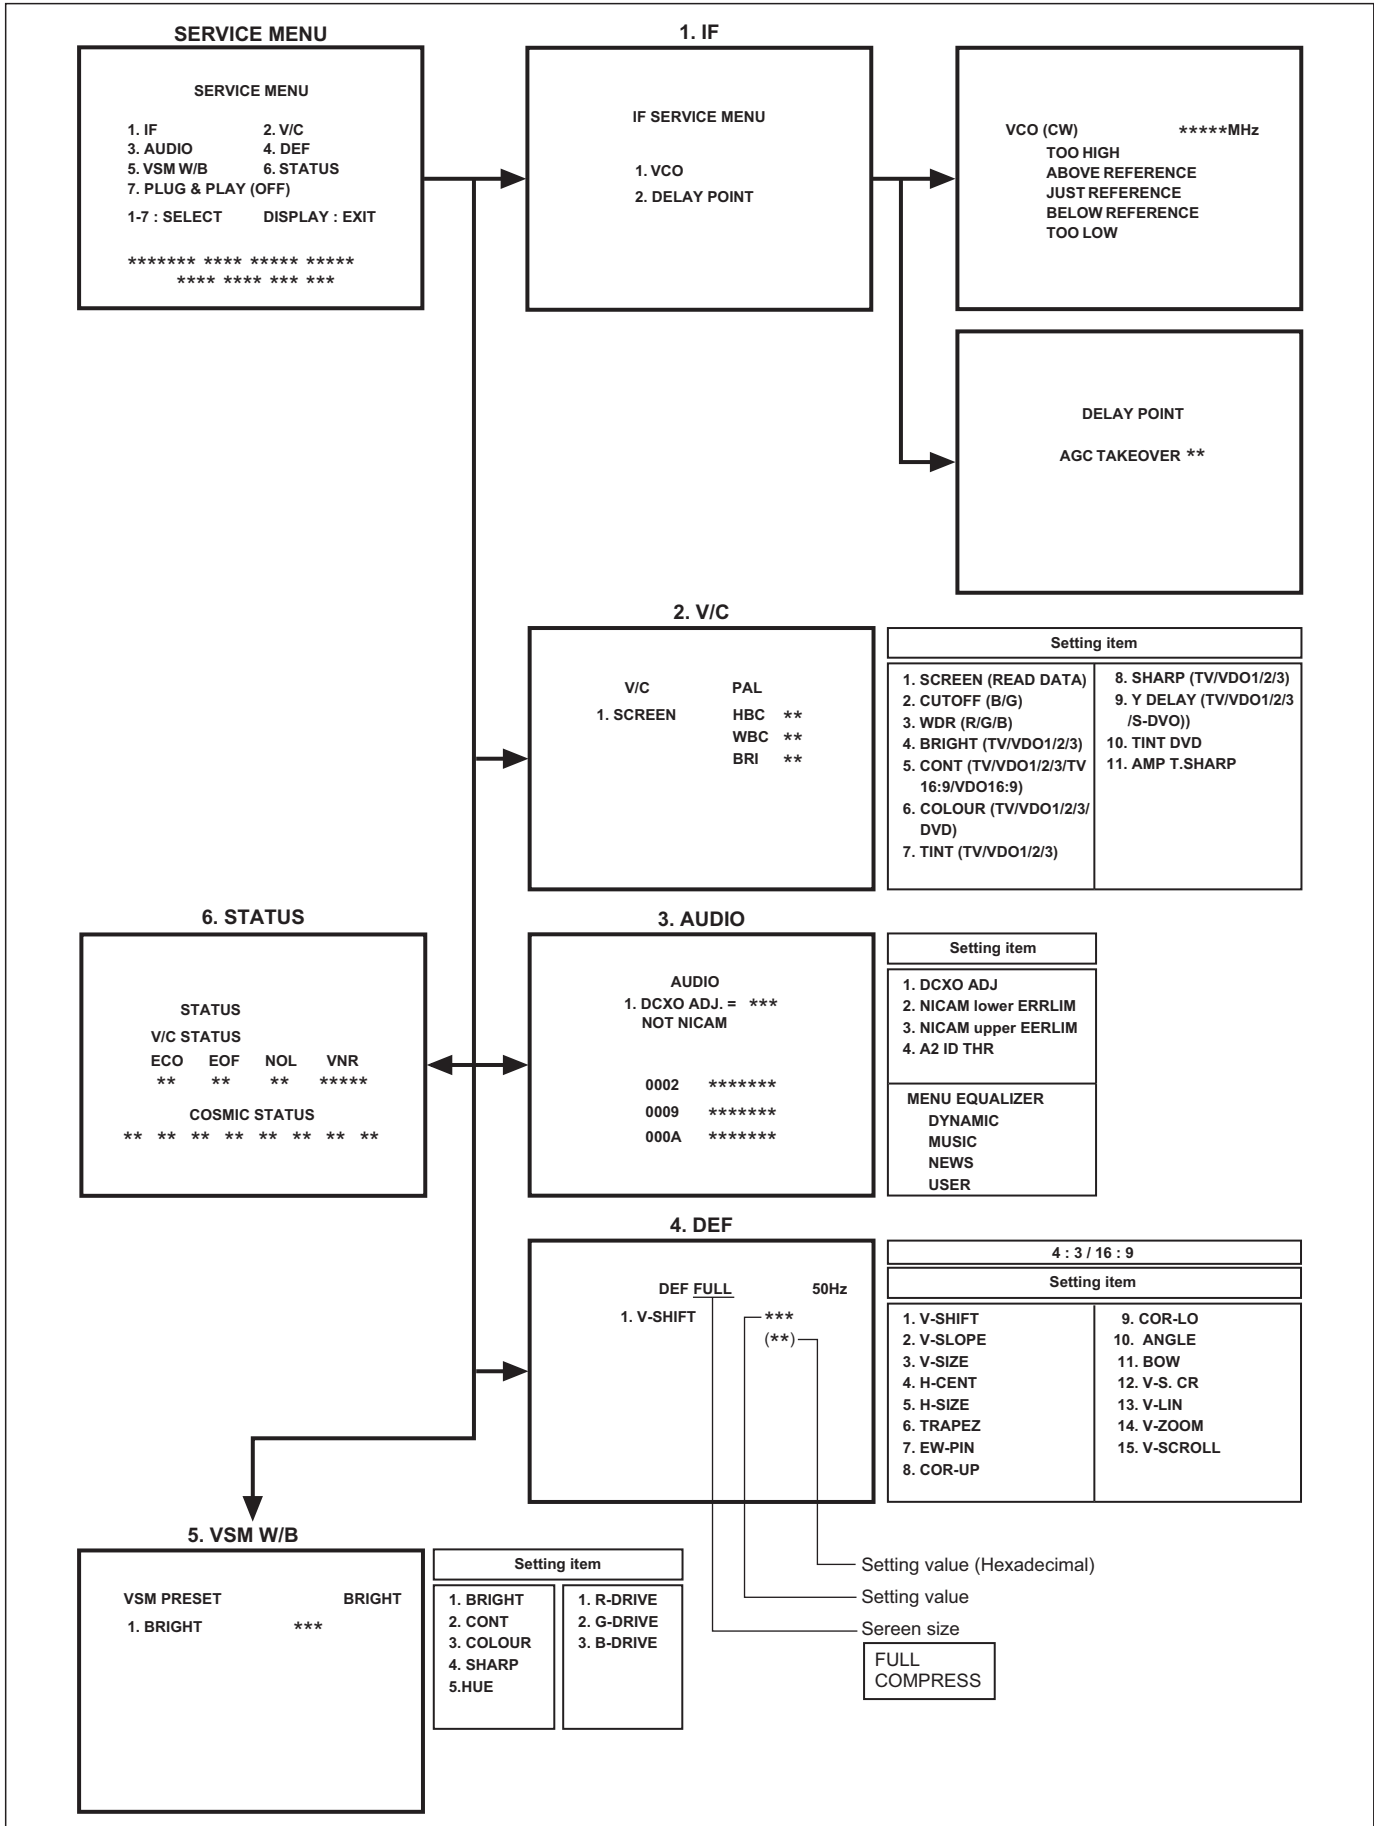 SERVICE MENU
SERVICE MENU
1. IF 2. V/C
3. AUDIO 4. DEF
5. VSM W/B 6. STATUS
7. PLUG & PLAY (OFF)
1-7 : SELECT DISPLAY : EXIT
******* **** ***** *****
**** **** *** ***
1. IF
IF SERVICE MENU
1. VCO
2. DELAY POINT
VCO (CW) *****MHz
TOO HIGH
ABOVE REFERENCE
JUST REFERENCE
BELOW REFERENCE
TOO LOW
DELAY POINT
AGC TAKEOVER **
2. V/C
V/C PAL
1. SCREEN HBC **
WBC **
BRI **
Setting item
1. SCREEN (READ DATA)
2. CUTOFF (B/G)
3. WDR (R/G/B)
4. BRIGHT (TV/VDO1/2/3)
5. CONT (TV/VDO1/2/3/TV
16:9/VDO16:9)
6. COLOUR (TV/VDO1/2/3/
DVD)
7. TINT (TV/VDO1/2/3)
8. SHARP (TV/VDO1/2/3)
9. Y DELAY (TV/VDO1/2/3
/S-DVO))
10. TINT DVD
11. AMP T.SHARP
6. STATUS
STATUS
V/C STATUS
ECO EOF NOL VNR
** ** ** *****
COSMIC STATUS
** ** ** ** ** ** ** **
3. AUDIO
AUDIO
1. DCXO ADJ. = ***
NOT NICAM
0002 *******
0009 *******
000A *******
Setting item
1. DCXO ADJ
2. NICAM lower ERRLIM
3. NICAM upper EERLIM
4. A2 ID THR
MENU EQUALIZER
DYNAMIC
MUSIC
NEWS
USER
4. DEF
DEF FULL 50Hz
1. V-SHIFT ***
(**)
4 : 3 / 16 : 9
Setting item
1. V-SHIFT
2. V-SLOPE
3. V-SIZE
4. H-CENT
5. H-SIZE
6. TRAPEZ
7. EW-PIN
8. COR-UP
9. COR-LO
10. ANGLE
11. BOW
12. V-S. CR
13. V-LIN
14. V-ZOOM
15. V-SCROLL
Setting value (Hexadecimal)
Setting value
Sereen size
FULL
COMPRESS
5. VSM W/B
VSM PRESET BRIGHT
1. BRIGHT ***
Setting item
1. BRIGHT
2. CONT
3. COLOUR
4. SHARP
5.HUE
1. R-DRIVE
2. G-DRIVE
3. B-DRIVE